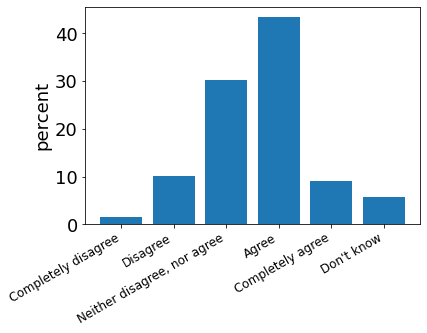 percent
40
30
20
10
0
Completely disagree
Disagree
Neither disagree, nor agree
Agree
Completely agree
Don't know